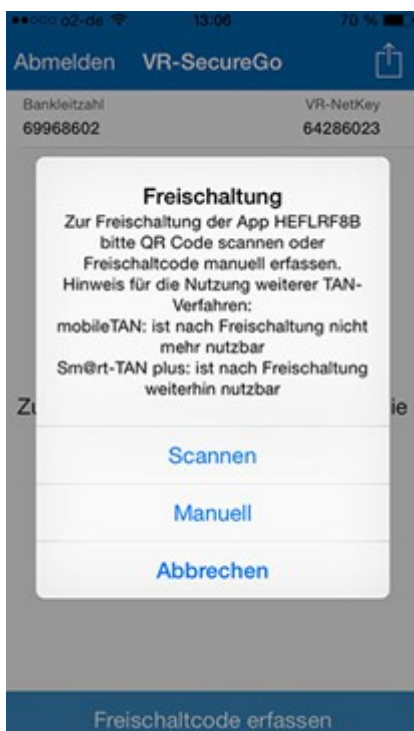 o2-de 13:06 70 %
Abmelden VR-SecureGo
Bankleitzahl VR-NetKey
69968602 64286023
Freischaltung
Zur Freischaltung der App HEFLRF8B
bitte QR Code scannen oder
Freischaltcode manuell erfassen.
Hinweis für die Nutzung weiterer TAN-
Verfahren:
mobileTAN: ist nach Freischaltung nicht
mehr nutzbar
Sm@rt-TAN plus: ist nach Freischaltung
weiterhin nutzbar
Scannen
Manuell
Abbrechen
Freischaltcode erfassen